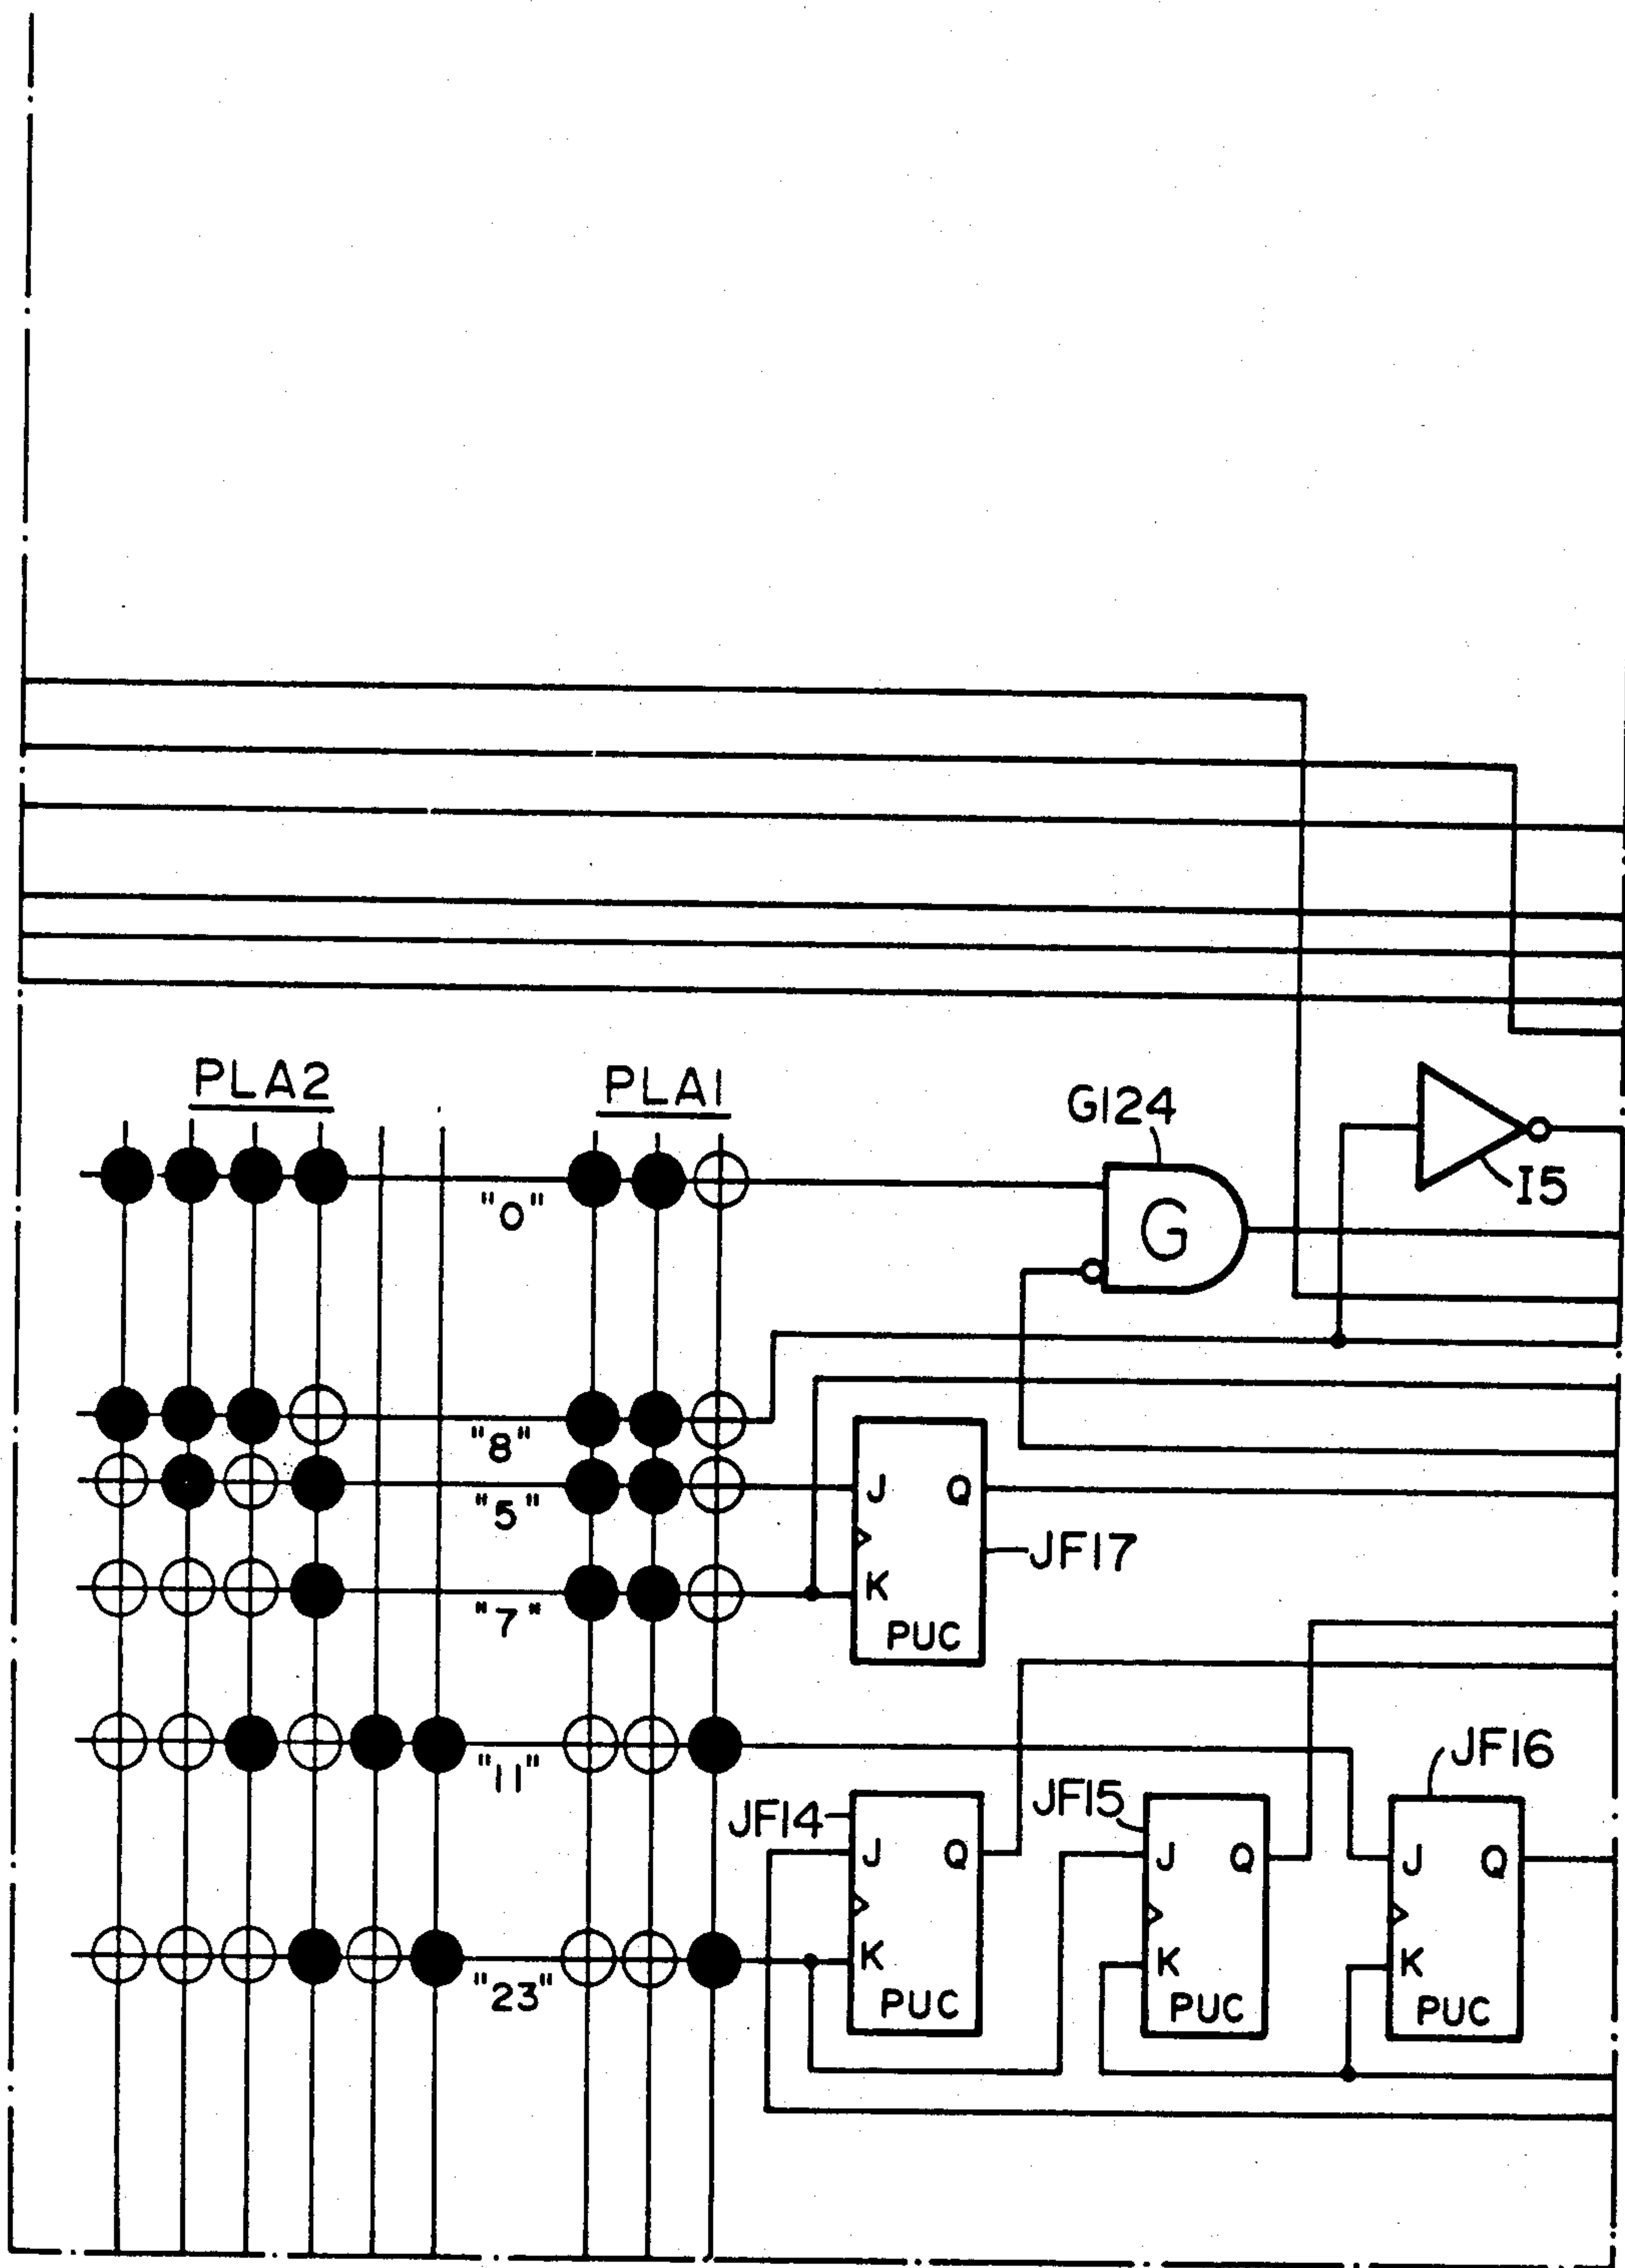 PLA2
PLA1
G124
G
I5
"0"
"8"
"5"
"7"
"11"
"23"
J Q
K
PUC
JF17
JF14
J Q
K
PUC
JF15
J Q
K
PUC
JF16
J Q
K
PUC